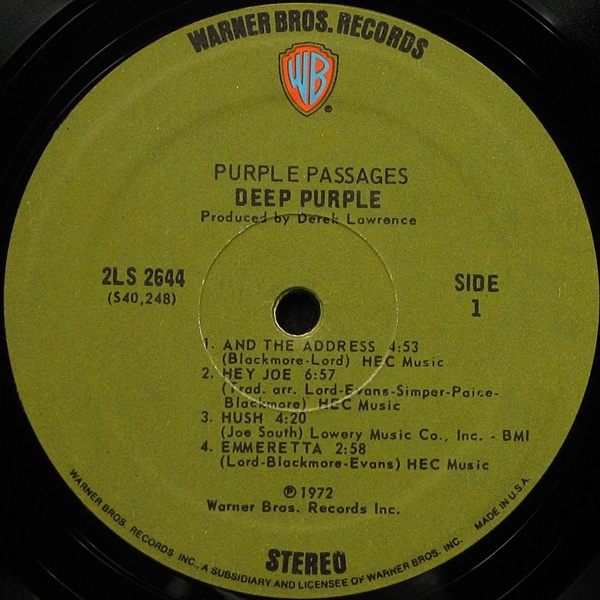 WARNER BROS. RECORDS
WB
®
PURPLE PASSAGES
DEEP PURPLE
Produced by Derek Lawrence
2LS 2644
(S40,248)
SIDE
1
1. AND THE ADDRESS 4:53
(Blackmore-Lord) HEC Music
2. HEY JOE 6:57
(Trad. arr. Lord-Evans-Simper-Paice-
Blackmore) HEC Music
3. HUSH 4:20
(Joe South) Lowery Music Co., Inc. - BMI
4. EMMERETTA 2:58
(Lord-Blackmore-Evans) HEC Music
℗ 1972
Warner Bros. Records Inc.
STEREO
WARNER BROS. RECORDS INC., A SUBSIDIARY AND LICENSEE OF WARNER BROS. INC. MADE IN U.S.A.